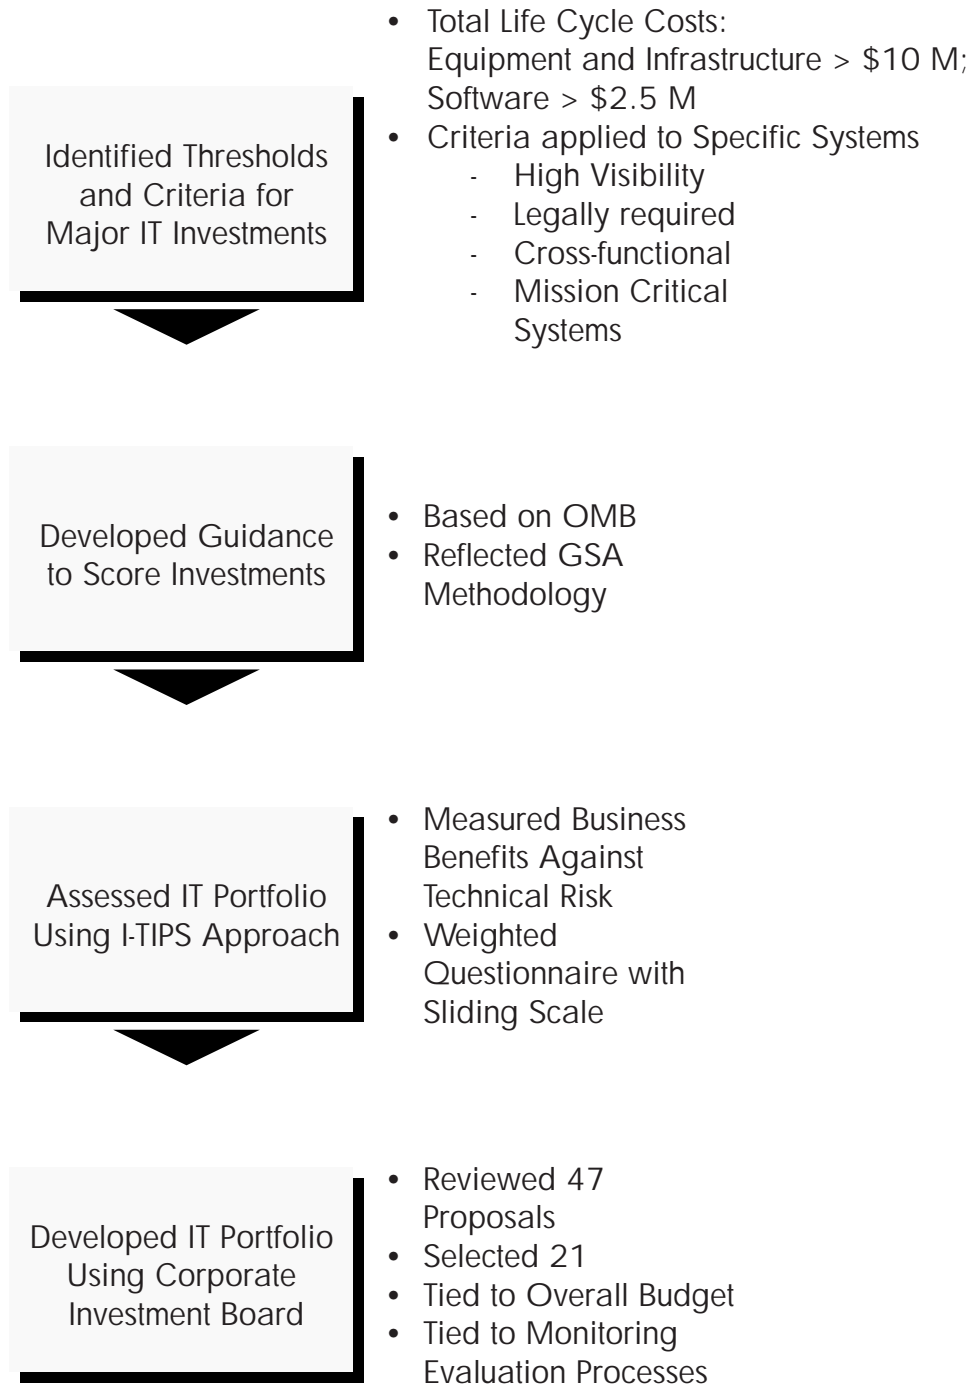 Identified Thresholds
and Criteria for
Major IT Investments
• Total Life Cycle Costs:
Equipment and Infrastructure > $10 M;
Software > $2.5 M
• Criteria applied to Specific Systems
- High Visibility
- Legally required
- Cross-functional
- Mission Critical
Systems
Developed Guidance
to Score Investments
• Based on OMB
• Reflected GSA
Methodology
Assessed IT Portfolio
Using I-TIPS Approach
• Measured Business
Benefits Against
Technical Risk
• Weighted
Questionnaire with
Sliding Scale
Developed IT Portfolio
Using Corporate
Investment Board
• Reviewed 47
Proposals
• Selected 21
• Tied to Overall Budget
• Tied to Monitoring
Evaluation Processes